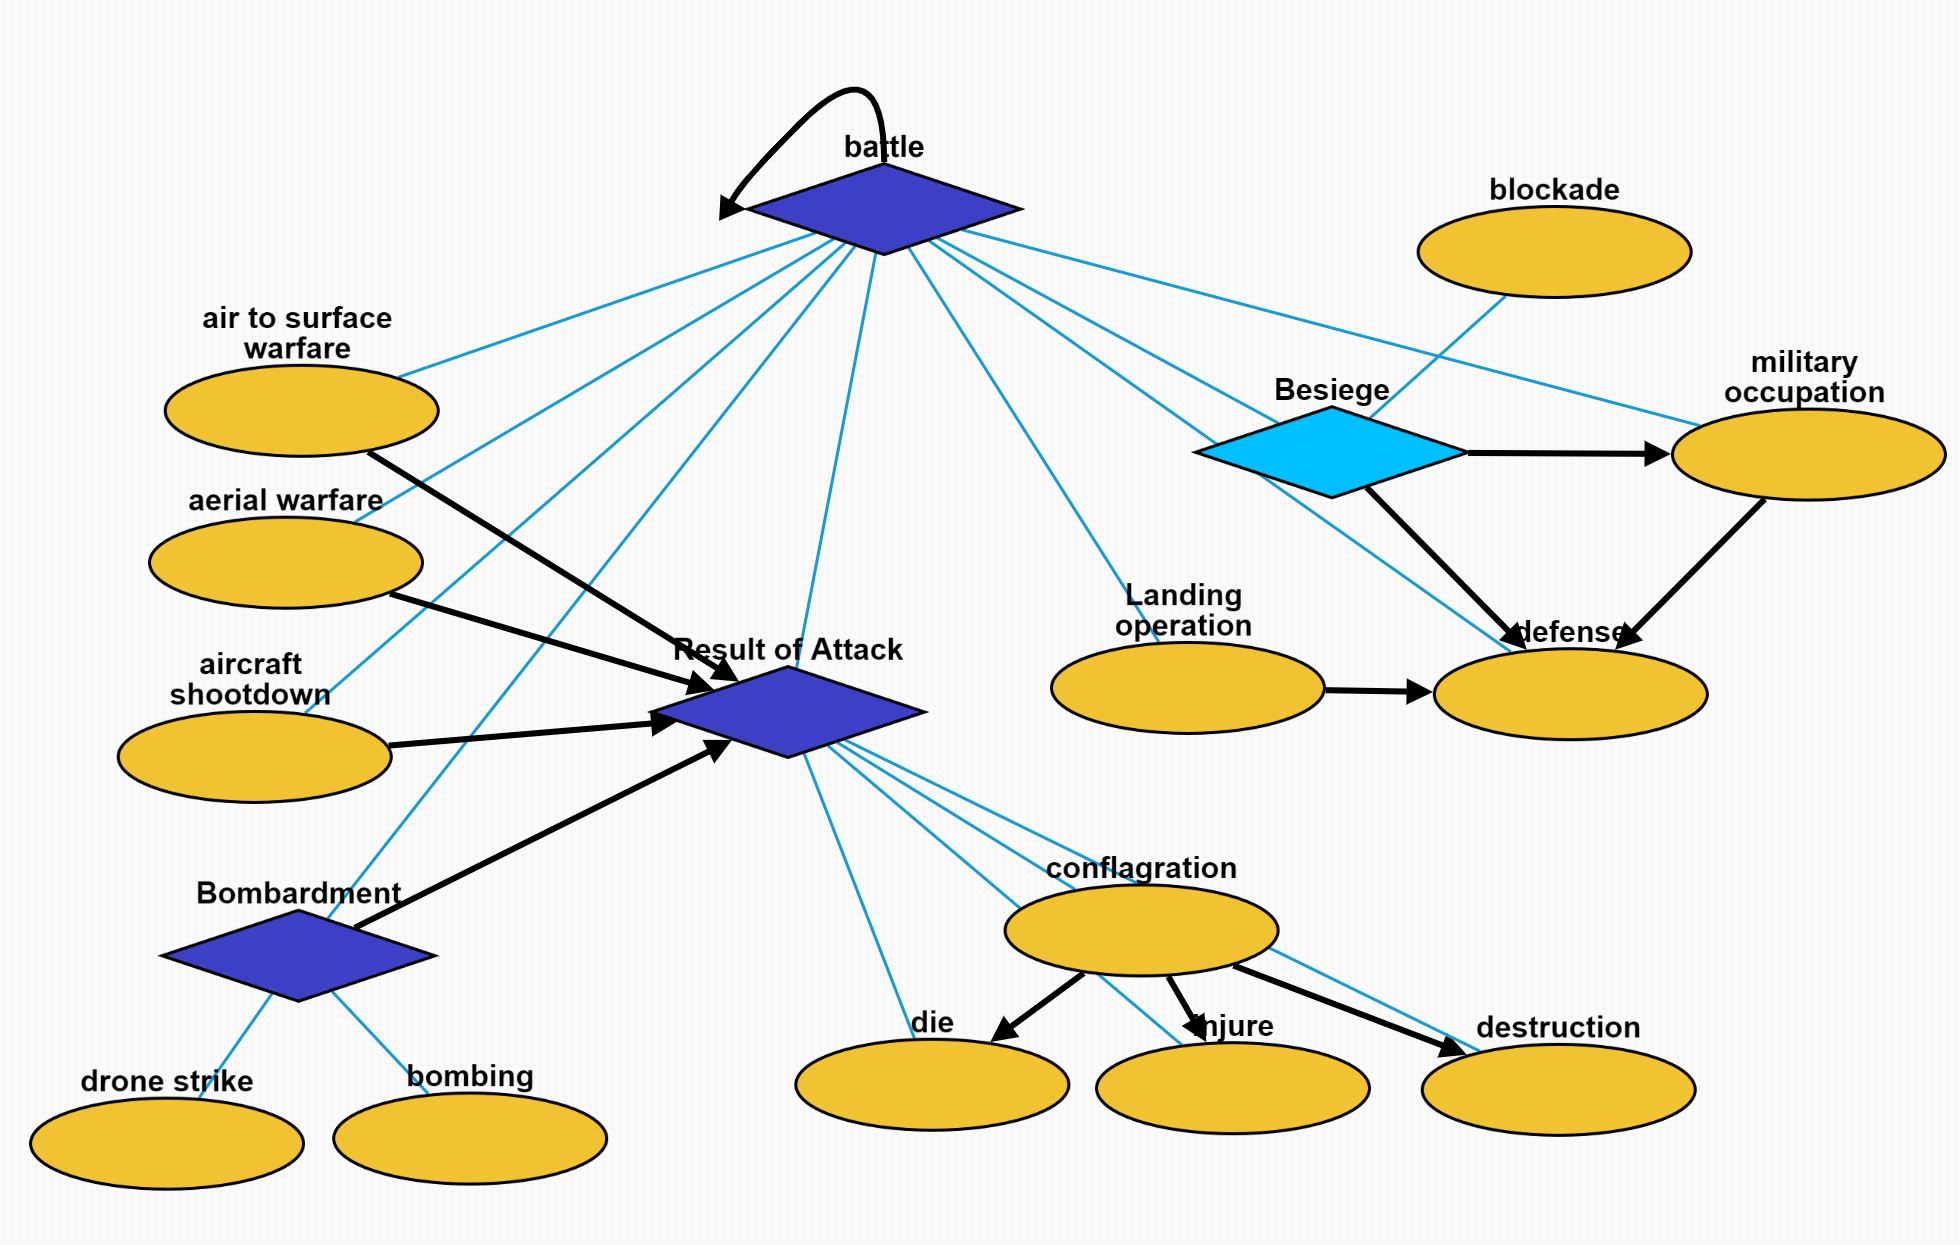 battle
blockade
air to surface
warfare
military
occupation
Besiege
aerial warfare
Landing
operation
defense
Result of Attack
aircraft
shootdown
conflagration
Bombardment
die
injure
destruction
drone strike
bombing